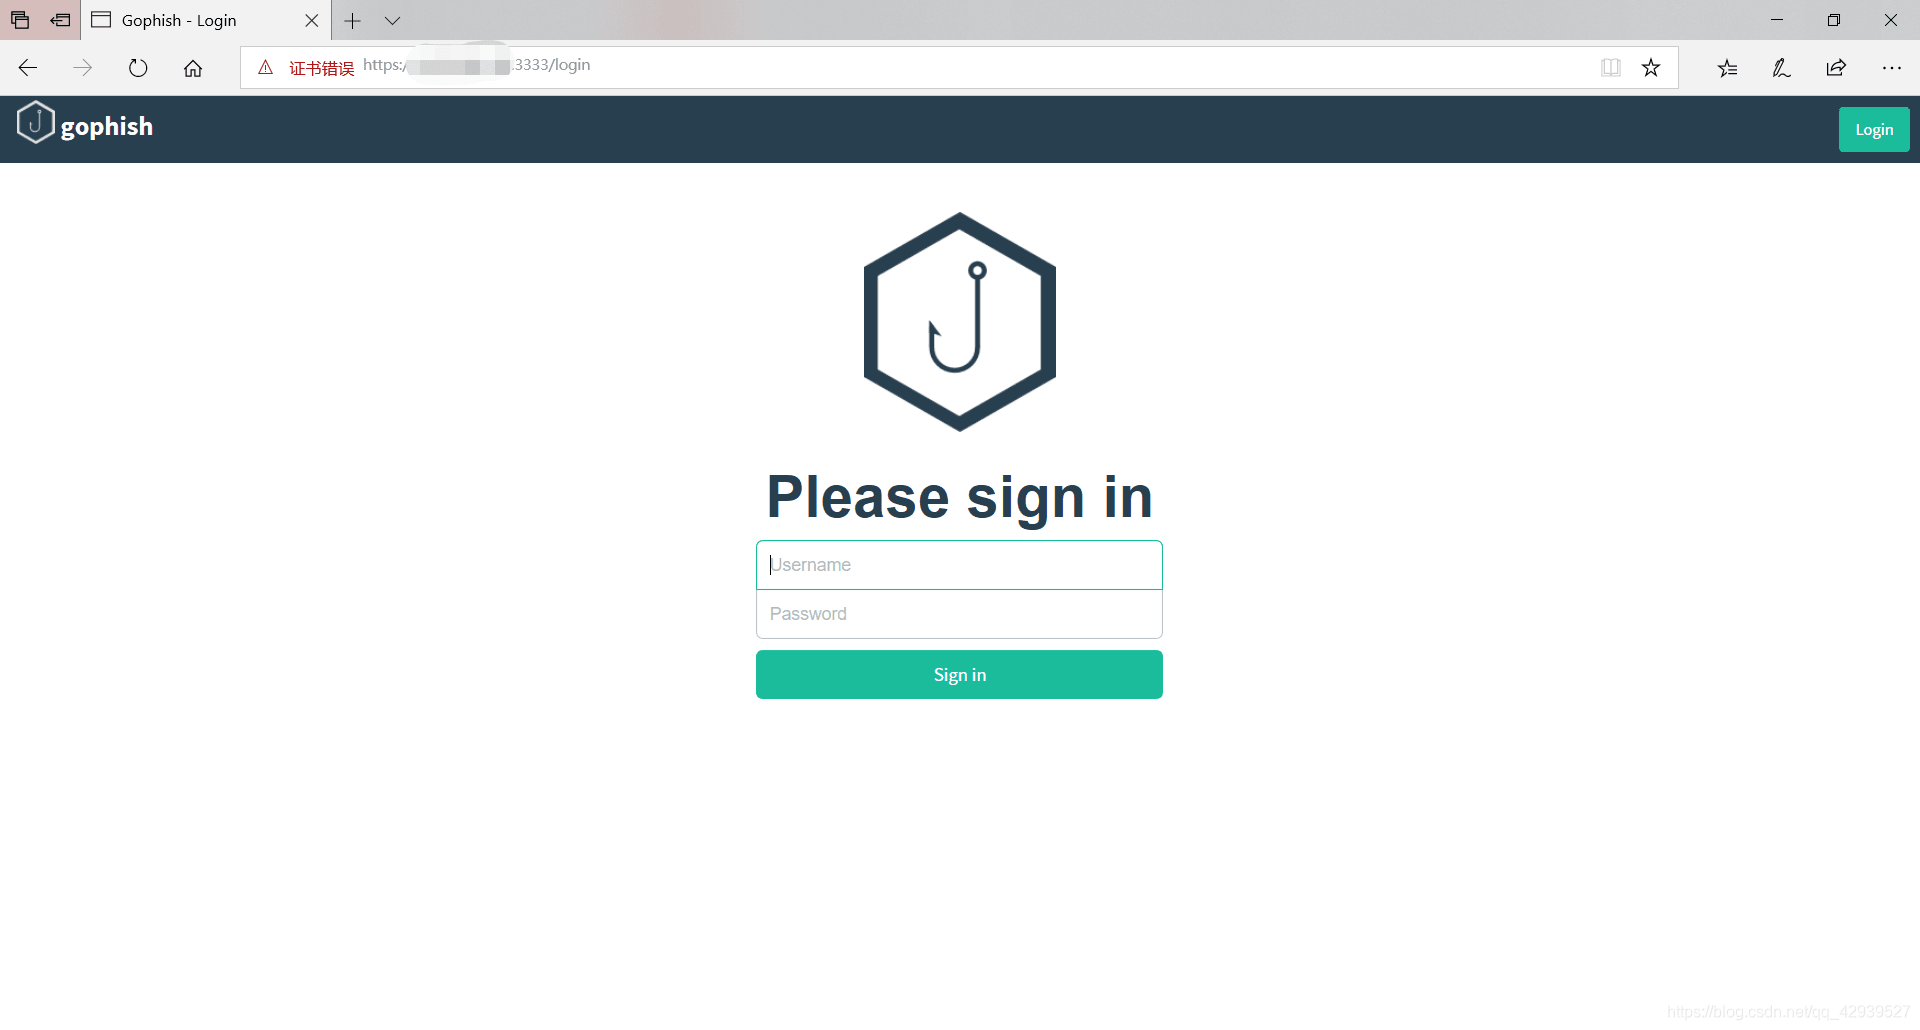 Gophish - Login
证书错误 https:/ :3333/login
gophish
Login
Please sign in
Username
Password
Sign in
https://blog.csdn.net/qq_42939527